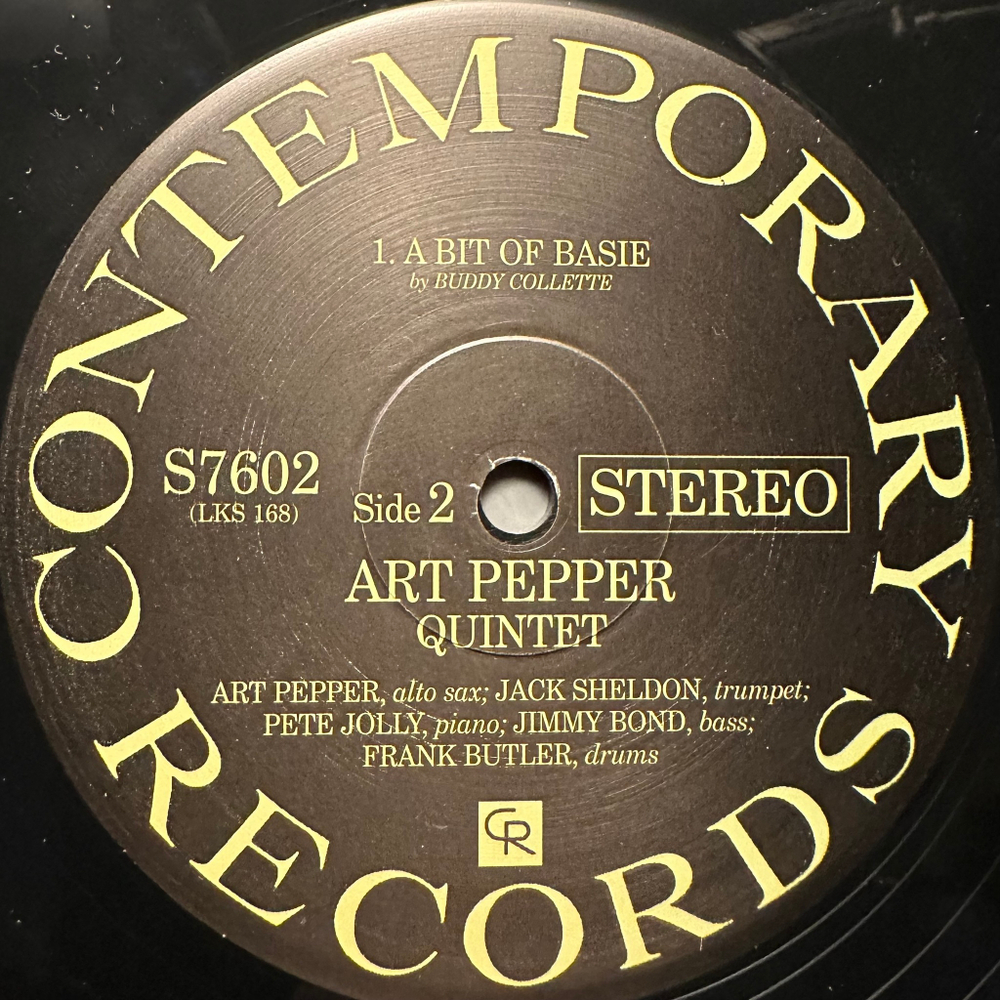 CONTEMPORARY RECORDS
1. A BIT OF BASIE
by BUDDY COLLETTE
S7602
(LKS 168)
Side 2
STEREO
ART PEPPER
QUINTET
ART PEPPER, alto sax; JACK SHELDON, trumpet;
PETE JOLLY, piano; JIMMY BOND, bass;
FRANK BUTLER, drums
CR